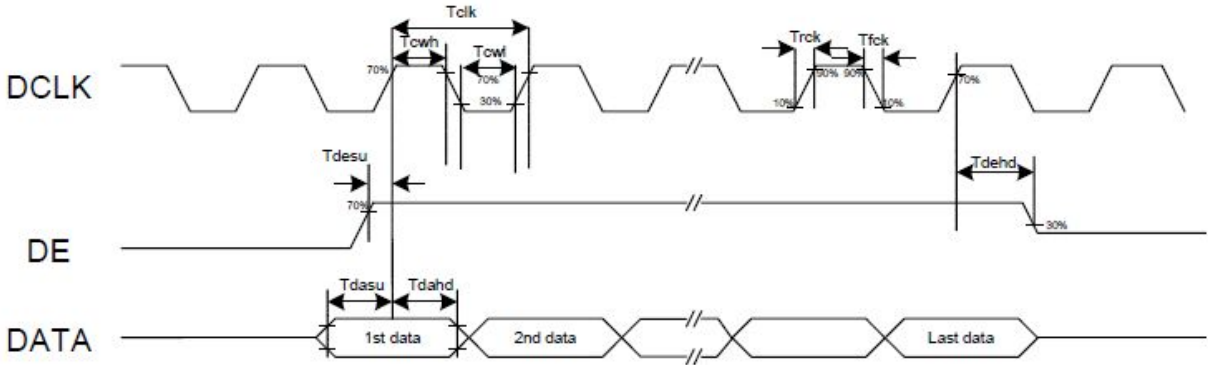 Tclk
Tcwh
Tcwl
Trck
Tfck
DCLK
70%
70%
30%
90%
90%
10%
10%
70%
Tdesu
Tdehd
70%
DE
30%
Tdasu
Tdahd
DATA
1st data
2nd data
Last data